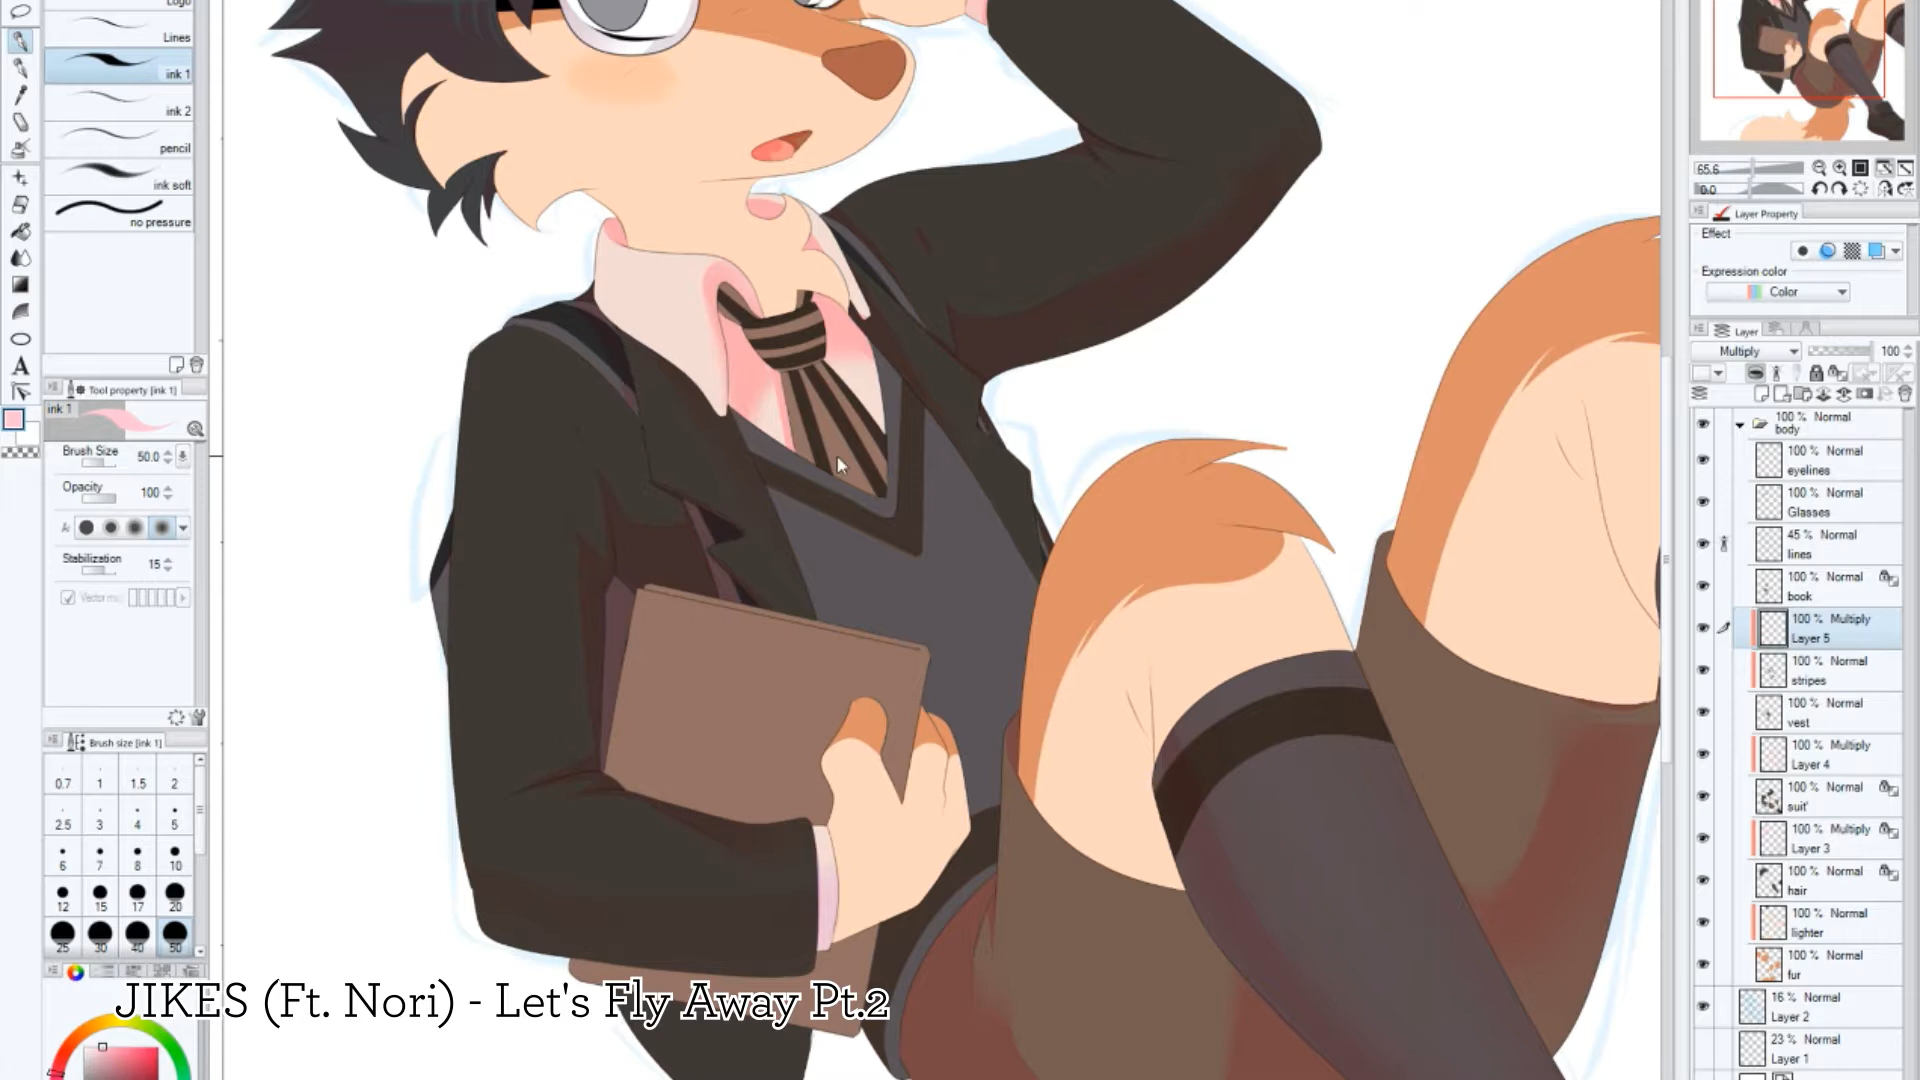 Logo
Lines
ink 1
ink 2
pencil
ink soft
no pressure
Tool property [ink 1]
ink 1
Brush Size 50.0
Opacity 100
Stabilization 15
Brush size [ink 1]
0.7 1 1.5 2
2.5 3 4 5
6 7 8 10
12 15 17 20
25 30 40 50
JIKES (Ft. Nori) - Let's Fly Away Pt.2
65.6
0.0
Layer Property
Effect
Expression color
Color
Layer
Multiply 100
100 % Normal
body
100 % Normal
eyelines
100 % Normal
Glasses
45 % Normal
lines
100 % Normal
book
100 % Multiply
Layer 5
100 % Normal
stripes
100 % Normal
vest
100 % Multiply
Layer 4
100 % Normal
suit'
100 % Multiply
Layer 3
100 % Normal
hair
100 % Normal
lighter
100 % Normal
fur
16 % Normal
Layer 2
23 % Normal
Layer 1